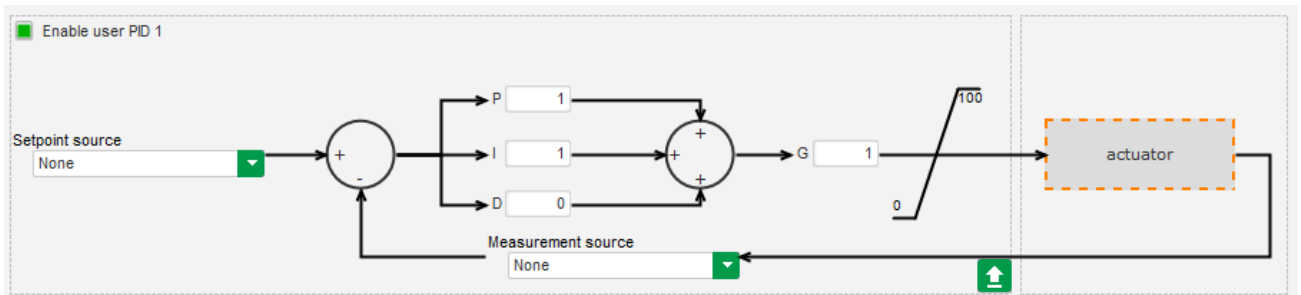 Enable user PID 1
P 1
100
Setpoint source
None
+
-
I 1
+
+
+
G 1
actuator
D 0
0
Measurement source
None